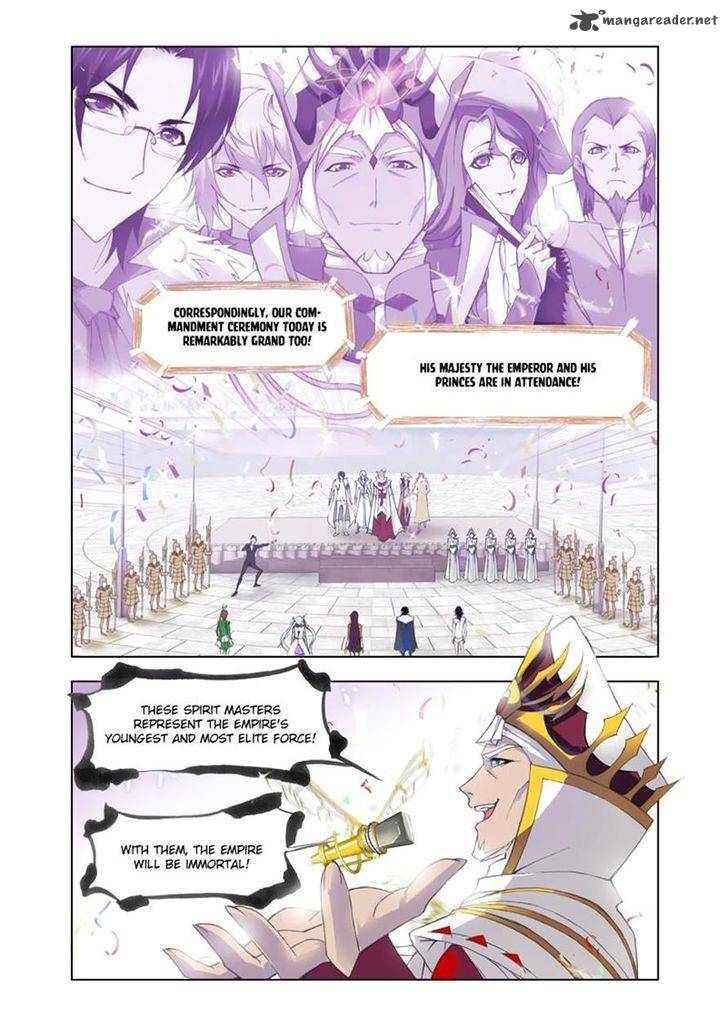 mangareader.net
CORRESPONDINGLY, OUR COM-
MANDMENT CEREMONY TODAY IS
REMARKABLY GRAND TOO!
HIS MAJESTY THE EMPEROR AND HIS
PRINCES ARE IN ATTENDANCE!
THESE SPIRIT MASTERS
REPRESENT THE EMPIRE'S
YOUNGEST AND MOST ELITE FORCE!
WITH THEM, THE EMPIRE
WILL BE IMMORTAL!